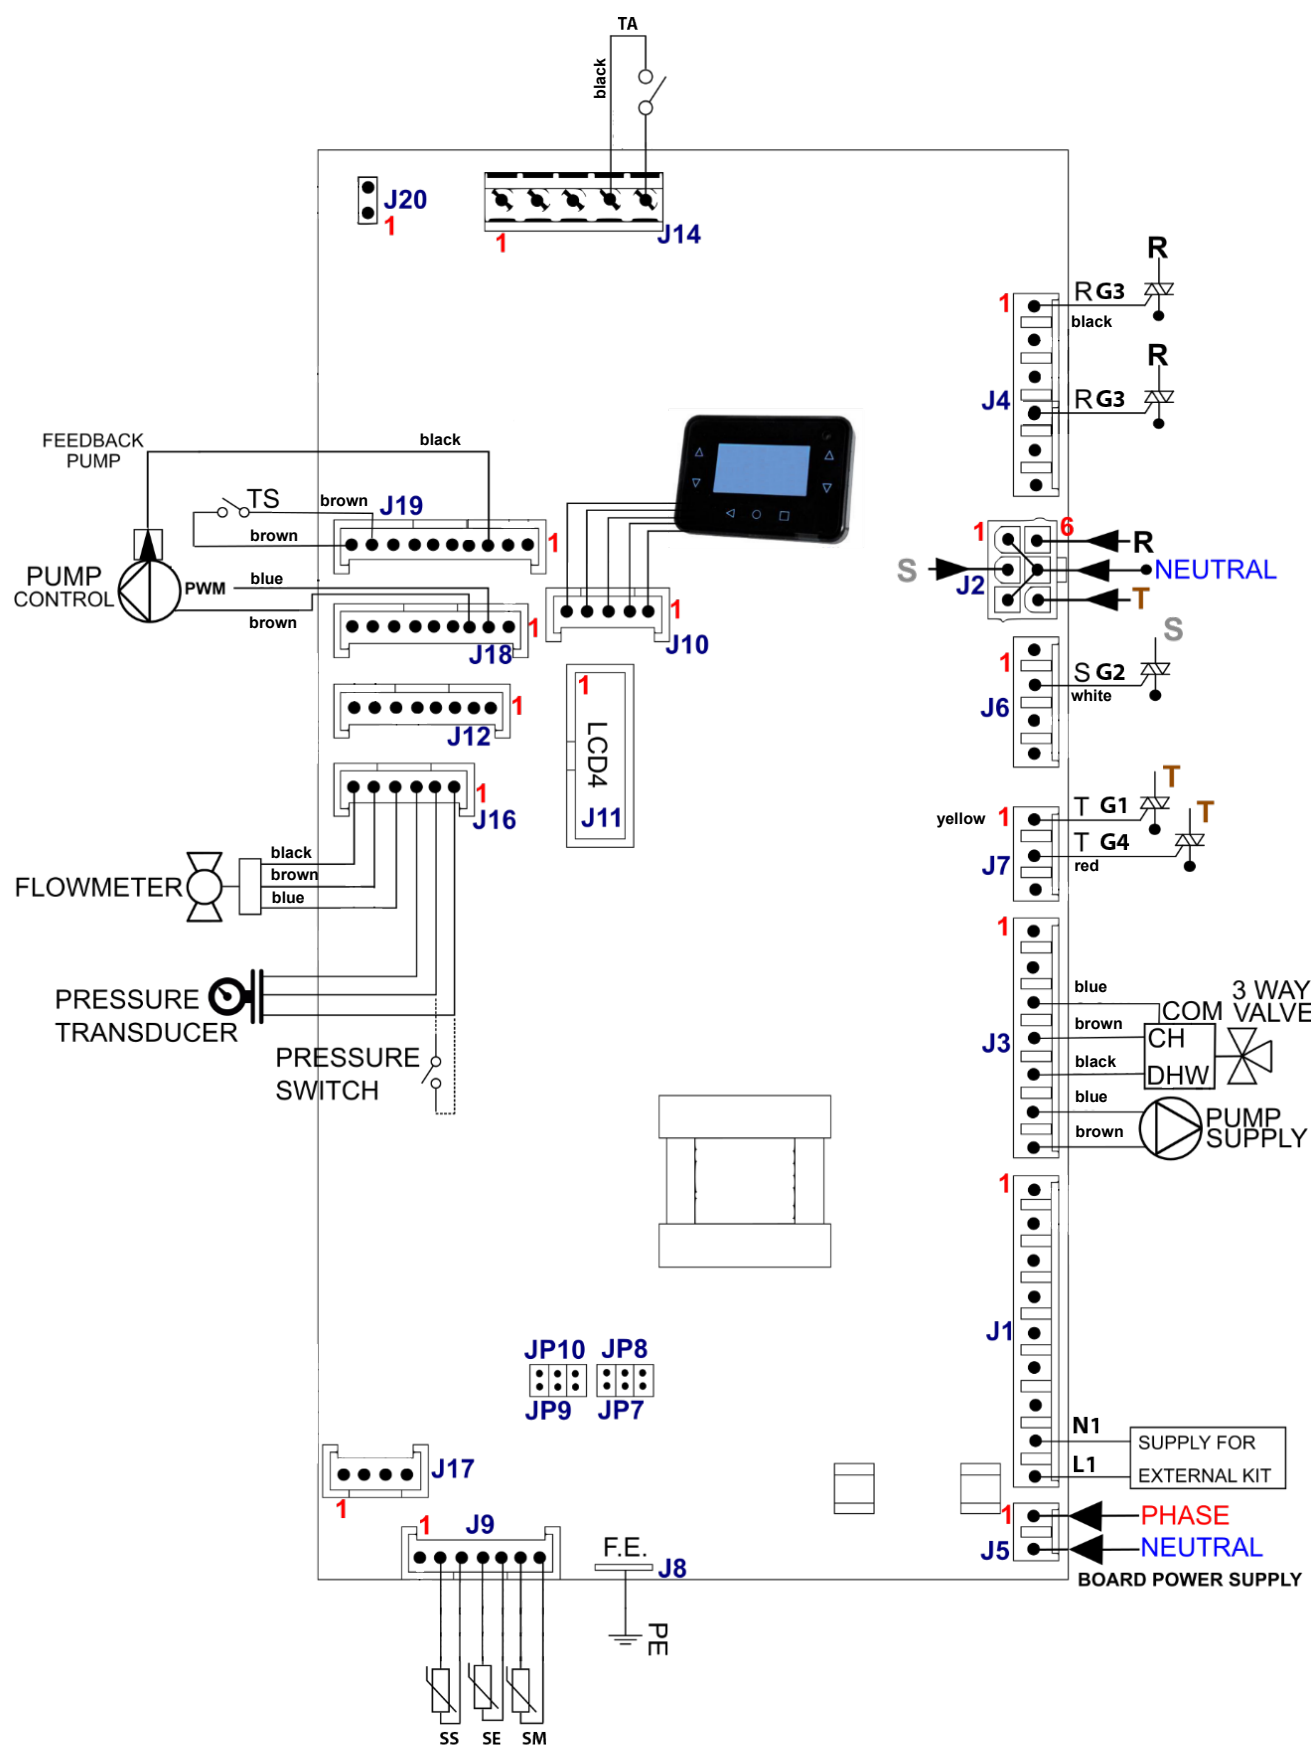 TA
black
J20
1
1
J14
R
1
R G3
black
R
R G3
J4
FEEDBACK
PUMP
black
TS
brown
J19
brown
1
PUMP
CONTROL
PWM
blue
brown
1
J18
1
J10
1
6
R
S
J2
NEUTRAL
T
S
1
S G2
white
J6
1
J12
1
LCD4
J11
1
J16
T
yellow
1
T G1
T
T G4
red
J7
FLOWMETER
black
brown
blue
PRESSURE
TRANSDUCER
PRESSURE
SWITCH
1
blue
brown
black
blue
brown
J3
COM
CH
DHW
3 WAY
VALVE
PUMP
SUPPLY
1
J1
JP10
JP8
JP9
JP7
N1
L1
SUPPLY FOR
EXTERNAL KIT
J17
1
1
J9
F.E.
J8
PE
1
PHASE
J5
NEUTRAL
BOARD POWER SUPPLY
SS
SE
SM